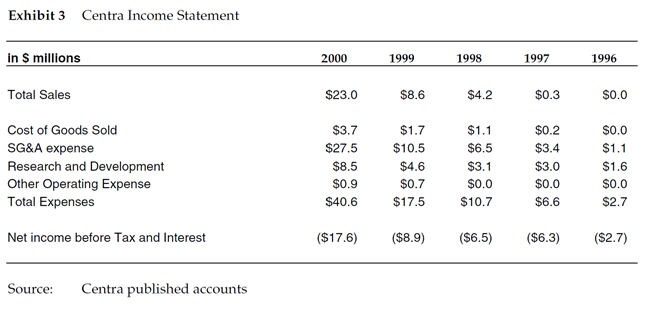 Exhibit 3 Centra Income Statement
in $ millions 2000 1999 1998 1997 1996
Total Sales $23.0 $8.6 $4.2 $0.3 $0.0
Cost of Goods Sold $3.7 $1.7 $1.1 $0.2 $0.0
SG&A expense $27.5 $10.5 $6.5 $3.4 $1.1
Research and Development $8.5 $4.6 $3.1 $3.0 $1.6
Other Operating Expense $0.9 $0.7 $0.0 $0.0 $0.0
Total Expenses $40.6 $17.5 $10.7 $6.6 $2.7
Net income before Tax and Interest ($17.6) ($8.9) ($6.5) ($6.3) ($2.7)
Source: Centra published accounts